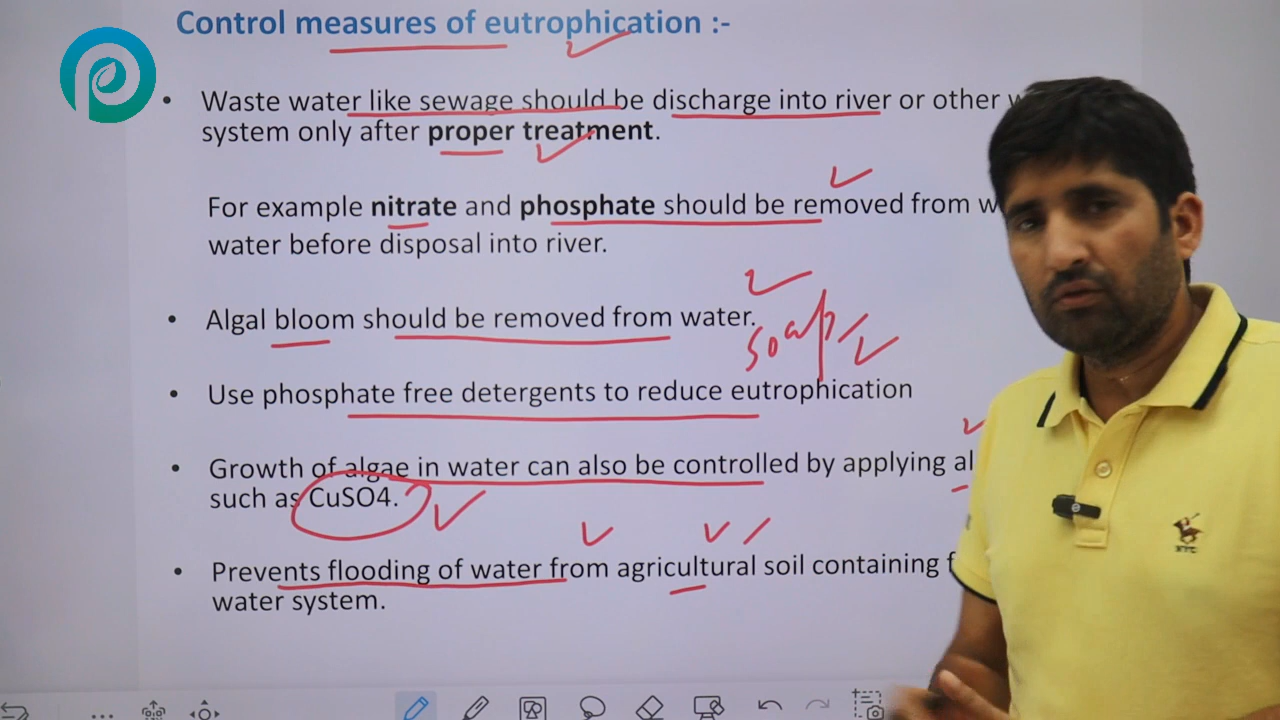 Control measures of eutrophication :-
• Waste water like sewage should be discharge into river or other
system only after proper treatment.
For example nitrate and phosphate should be removed from
water before disposal into river.
• Algal bloom should be removed from water.
soap
• Use phosphate free detergents to reduce eutrophication
• Growth of algae in water can also be controlled by applying al
such as CuSO4.
• Prevents flooding of water from agricultural soil containing f
water system.
NYC